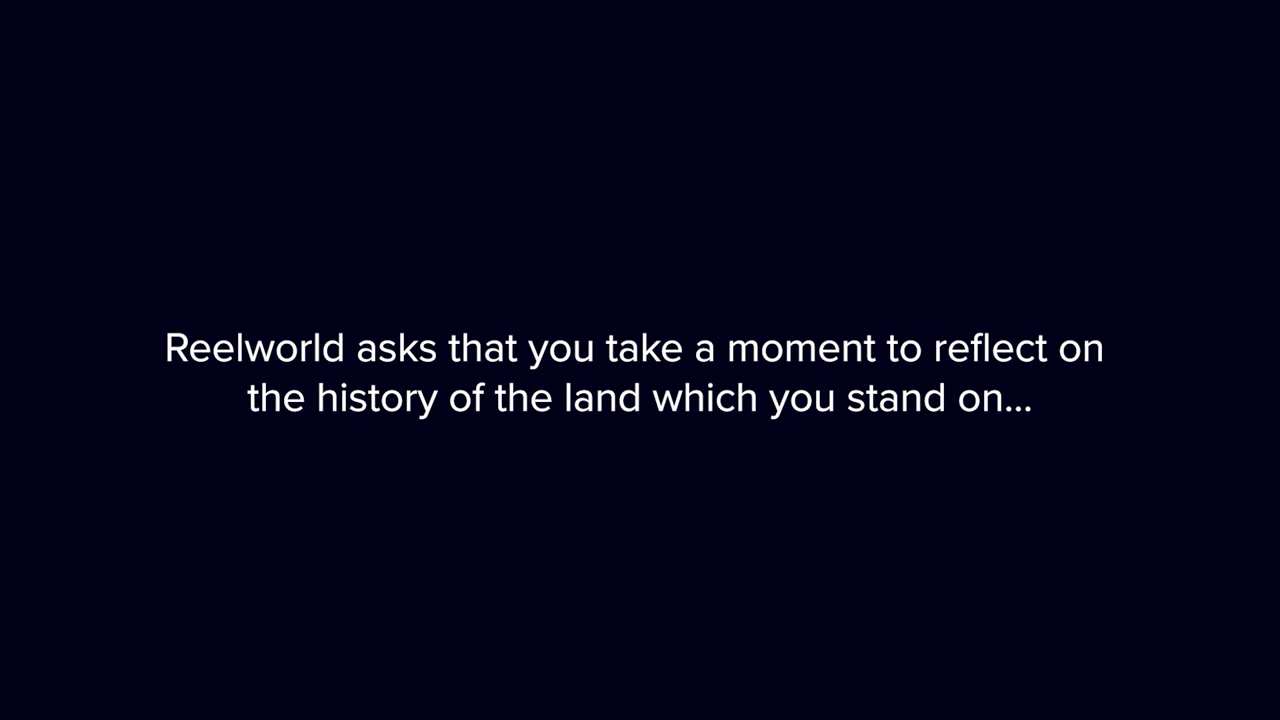 Reelworld asks that you take a moment to reflect on
the history of the land which you stand on...